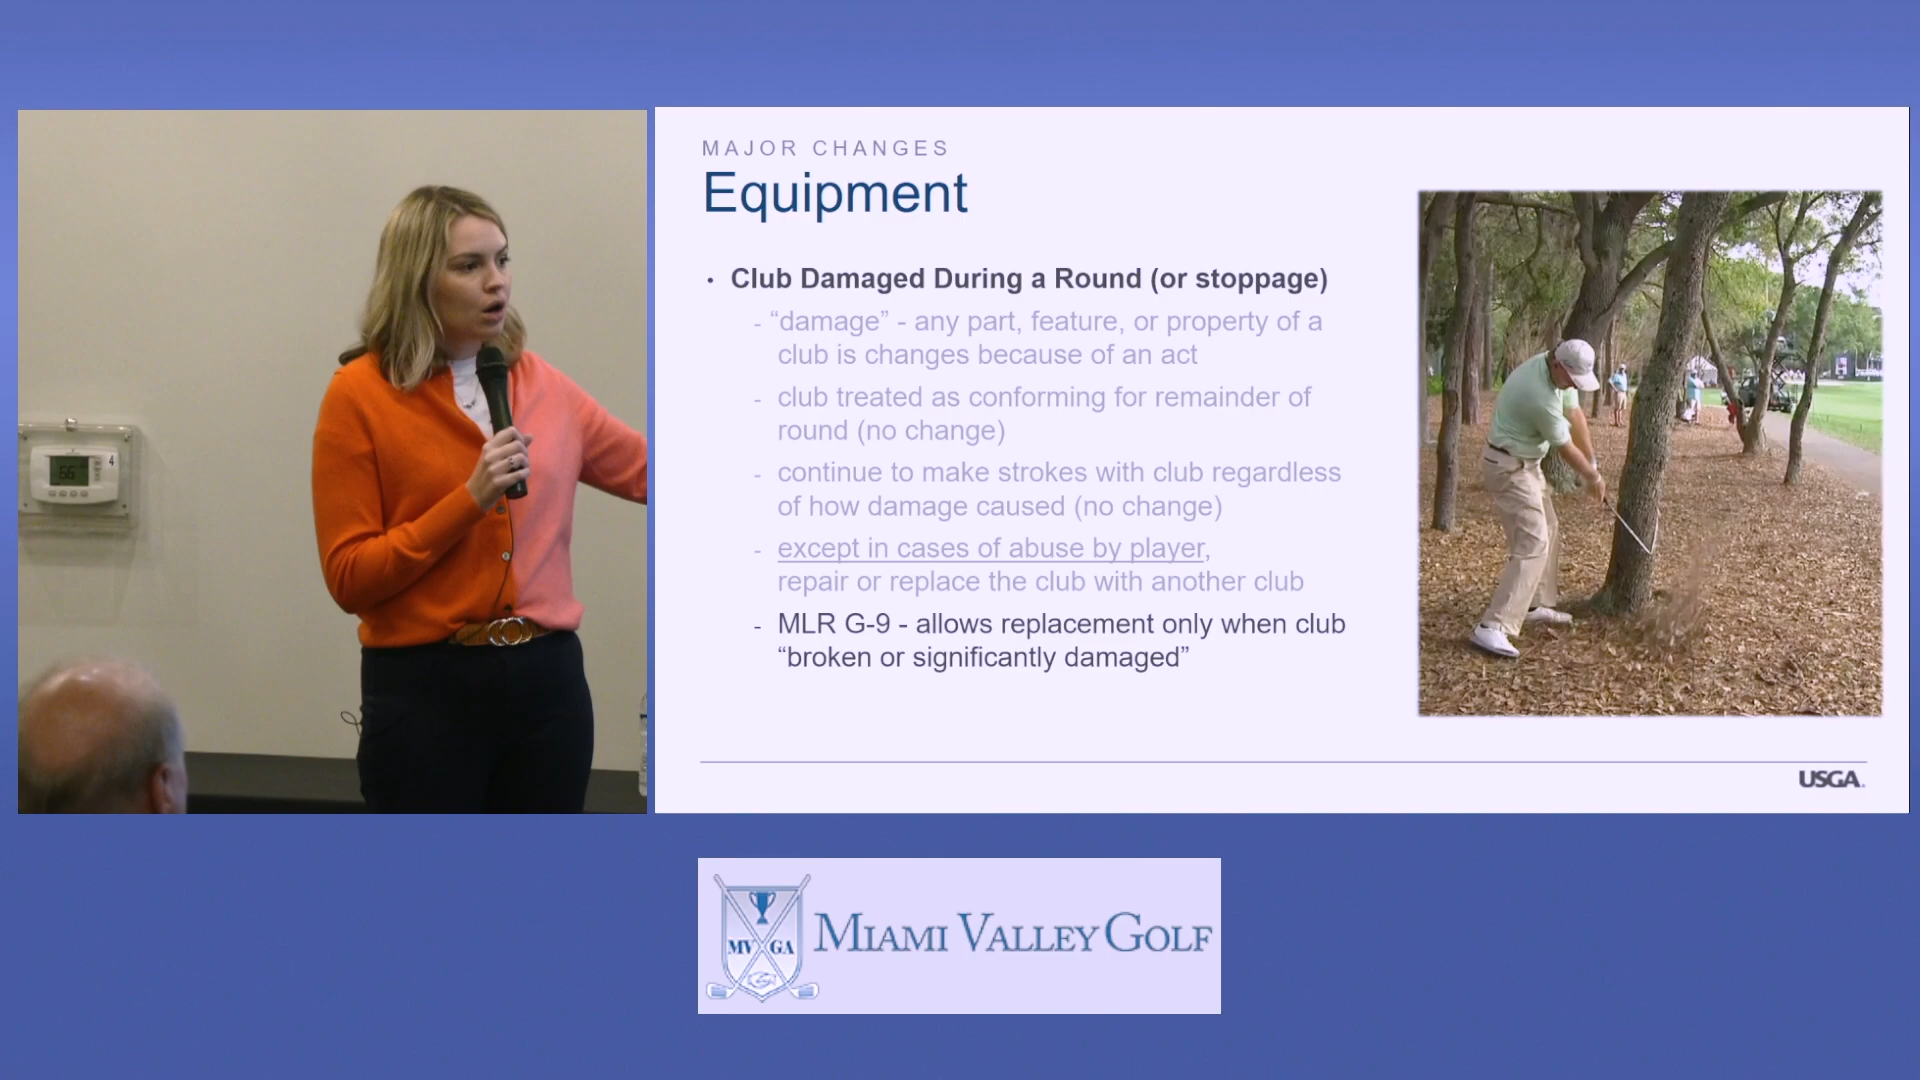 MAJOR CHANGES
Equipment
• Club Damaged During a Round (or stoppage)
- “damage” - any part, feature, or property of a
club is changes because of an act
- club treated as conforming for remainder of
round (no change)
- continue to make strokes with club regardless
of how damage caused (no change)
- except in cases of abuse by player,
repair or replace the club with another club
- MLR G-9 - allows replacement only when club
“broken or significantly damaged”
USGA.
4
MV GA
MIAMI VALLEY GOLF